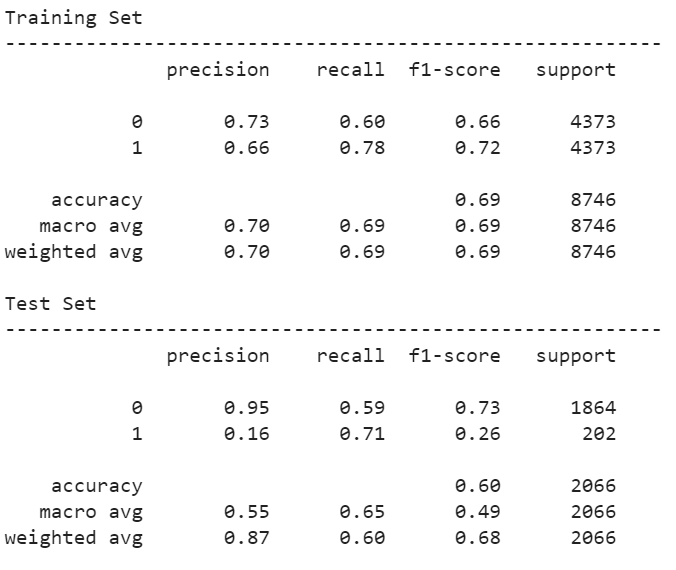 Training Set
---------------------------------------------------------
precision recall f1-score support
0 0.73 0.60 0.66 4373
1 0.66 0.78 0.72 4373
accuracy 0.69 8746
macro avg 0.70 0.69 0.69 8746
weighted avg 0.70 0.69 0.69 8746
Test Set
---------------------------------------------------------
precision recall f1-score support
0 0.95 0.59 0.73 1864
1 0.16 0.71 0.26 202
accuracy 0.60 2066
macro avg 0.55 0.65 0.49 2066
weighted avg 0.87 0.60 0.68 2066